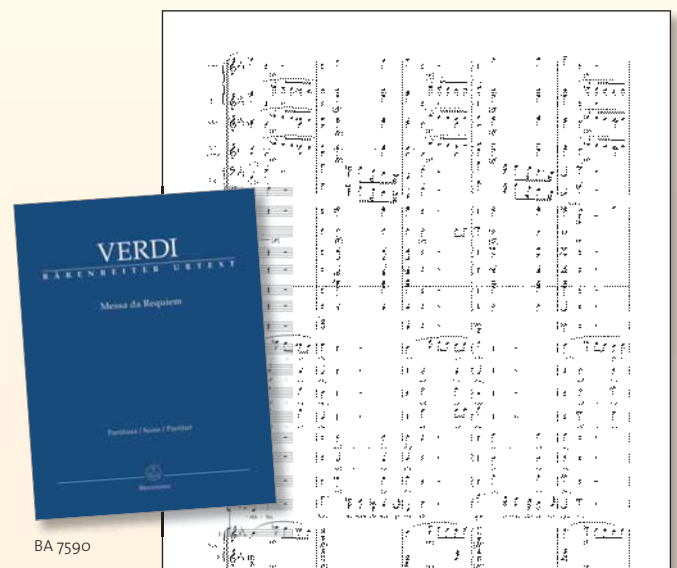 VERDI
BÄRENREITER URTEXT
Messa da Requiem
Partitura / Score / Partitur
Bärenreiter
BA 7590